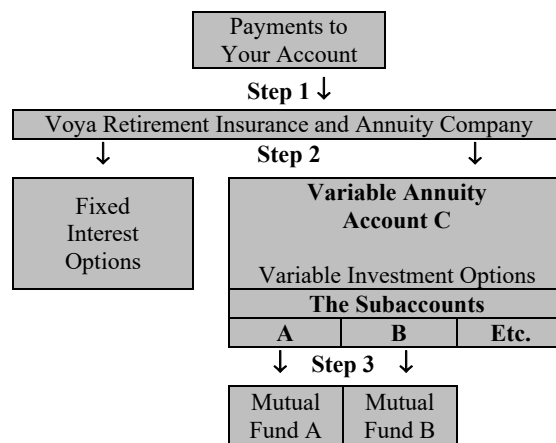 Payments to
Your Account
Step 1 ↓
Voya Retirement Insurance and Annuity Company
↓ Step 2 ↓
Fixed
Interest
Options
Variable Annuity
Account C
Variable Investment Options
The Subaccounts
A B Etc.
↓ Step 3 ↓
Mutual
Fund A
Mutual
Fund B